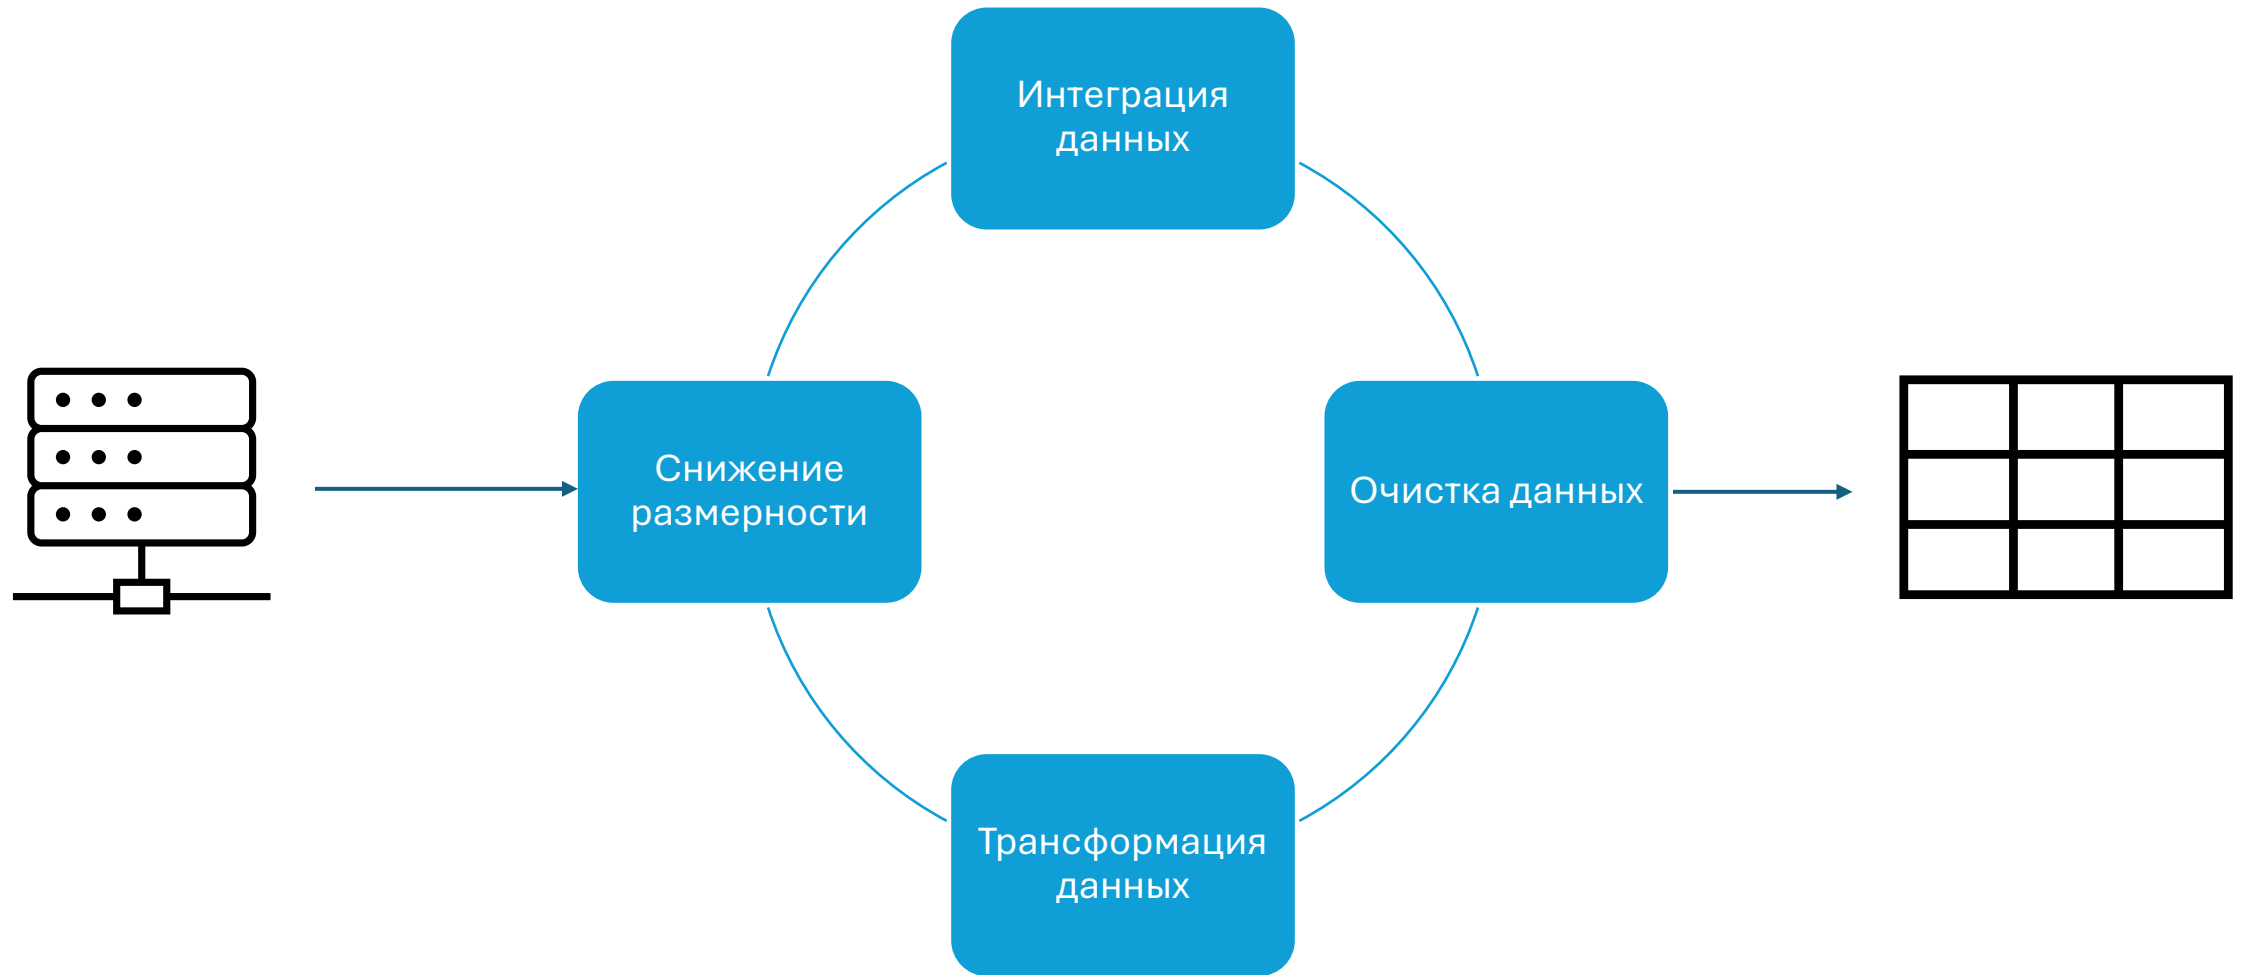 Интеграция
данных
Снижение
размерности
Очистка данных
Трансформация
данных